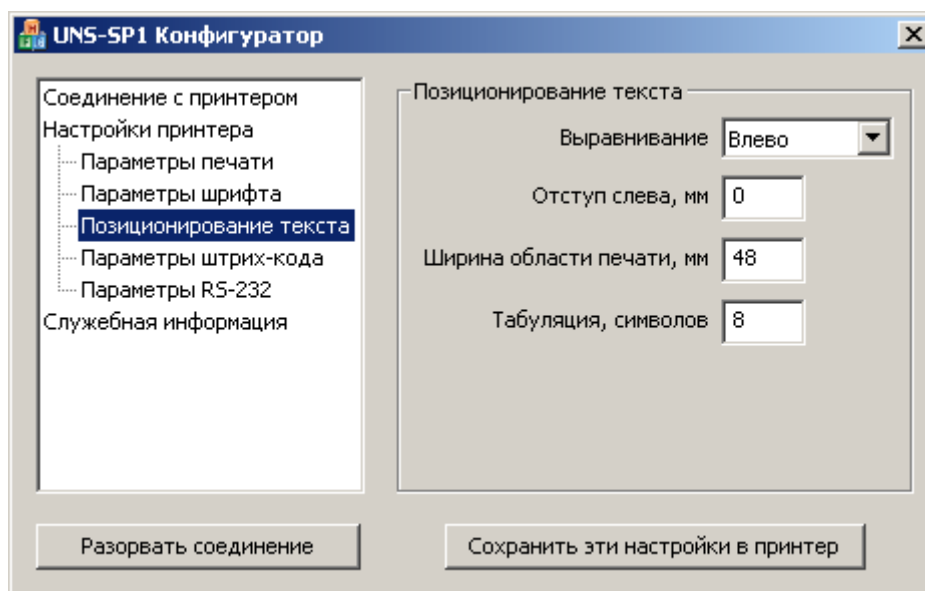 UNS-SP1 Конфигуратор
Соединение с принтером
Настройки принтера
Параметры печати
Параметры шрифта
Позиционирование текста
Параметры штрих-кода
Параметры RS-232
Служебная информация
Позиционирование текста
Выравнивание Влево
Отступ слева, мм 0
Ширина области печати, мм 48
Табуляция, символов 8
Разорвать соединение
Сохранить эти настройки в принтер